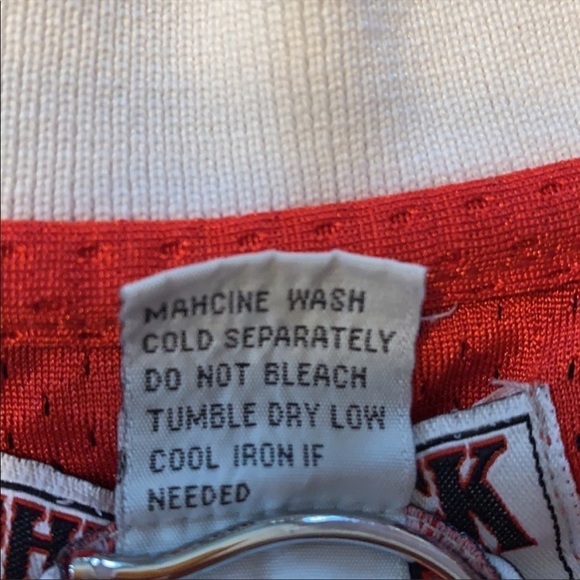 MAHCINE WASH
COLD SEPARATELY
DO NOT BLEACH
TUMBLE DRY LOW
COOL IRON IF
NEEDED
H
K